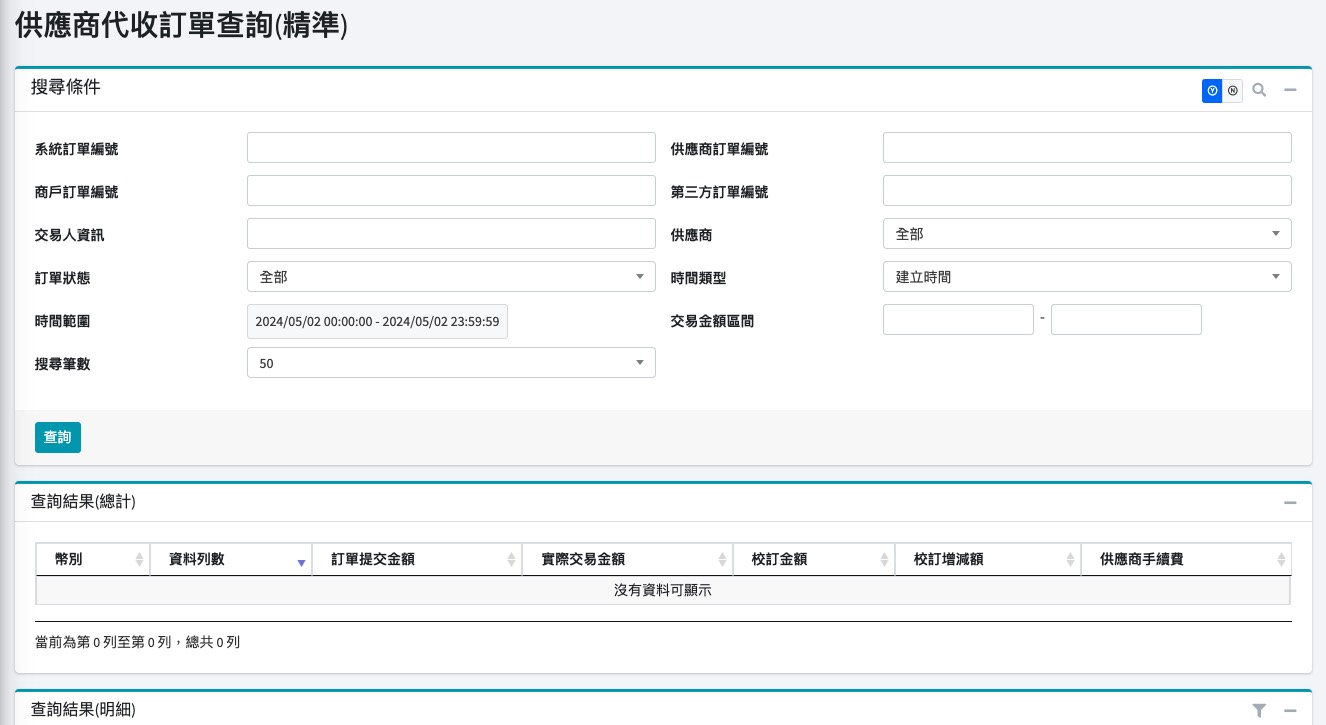 供應商代收訂單查詢(精準)
搜尋條件
Y N
系統訂單編號 供應商訂單編號
商戶訂單編號 第三方訂單編號
交易人資訊 供應商 全部
訂單狀態 全部 時間類型 建立時間
時間範圍 2024/05/02 00:00:00 - 2024/05/02 23:59:59 交易金額區間 -
搜尋筆數 50
查詢
查詢結果(總計)
幣別 資料列數 訂單提交金額 實際交易金額 校訂金額 校訂增減額 供應商手續費
沒有資料可顯示
當前為第 0 列至第 0 列，總共 0 列
查詢結果(明細)